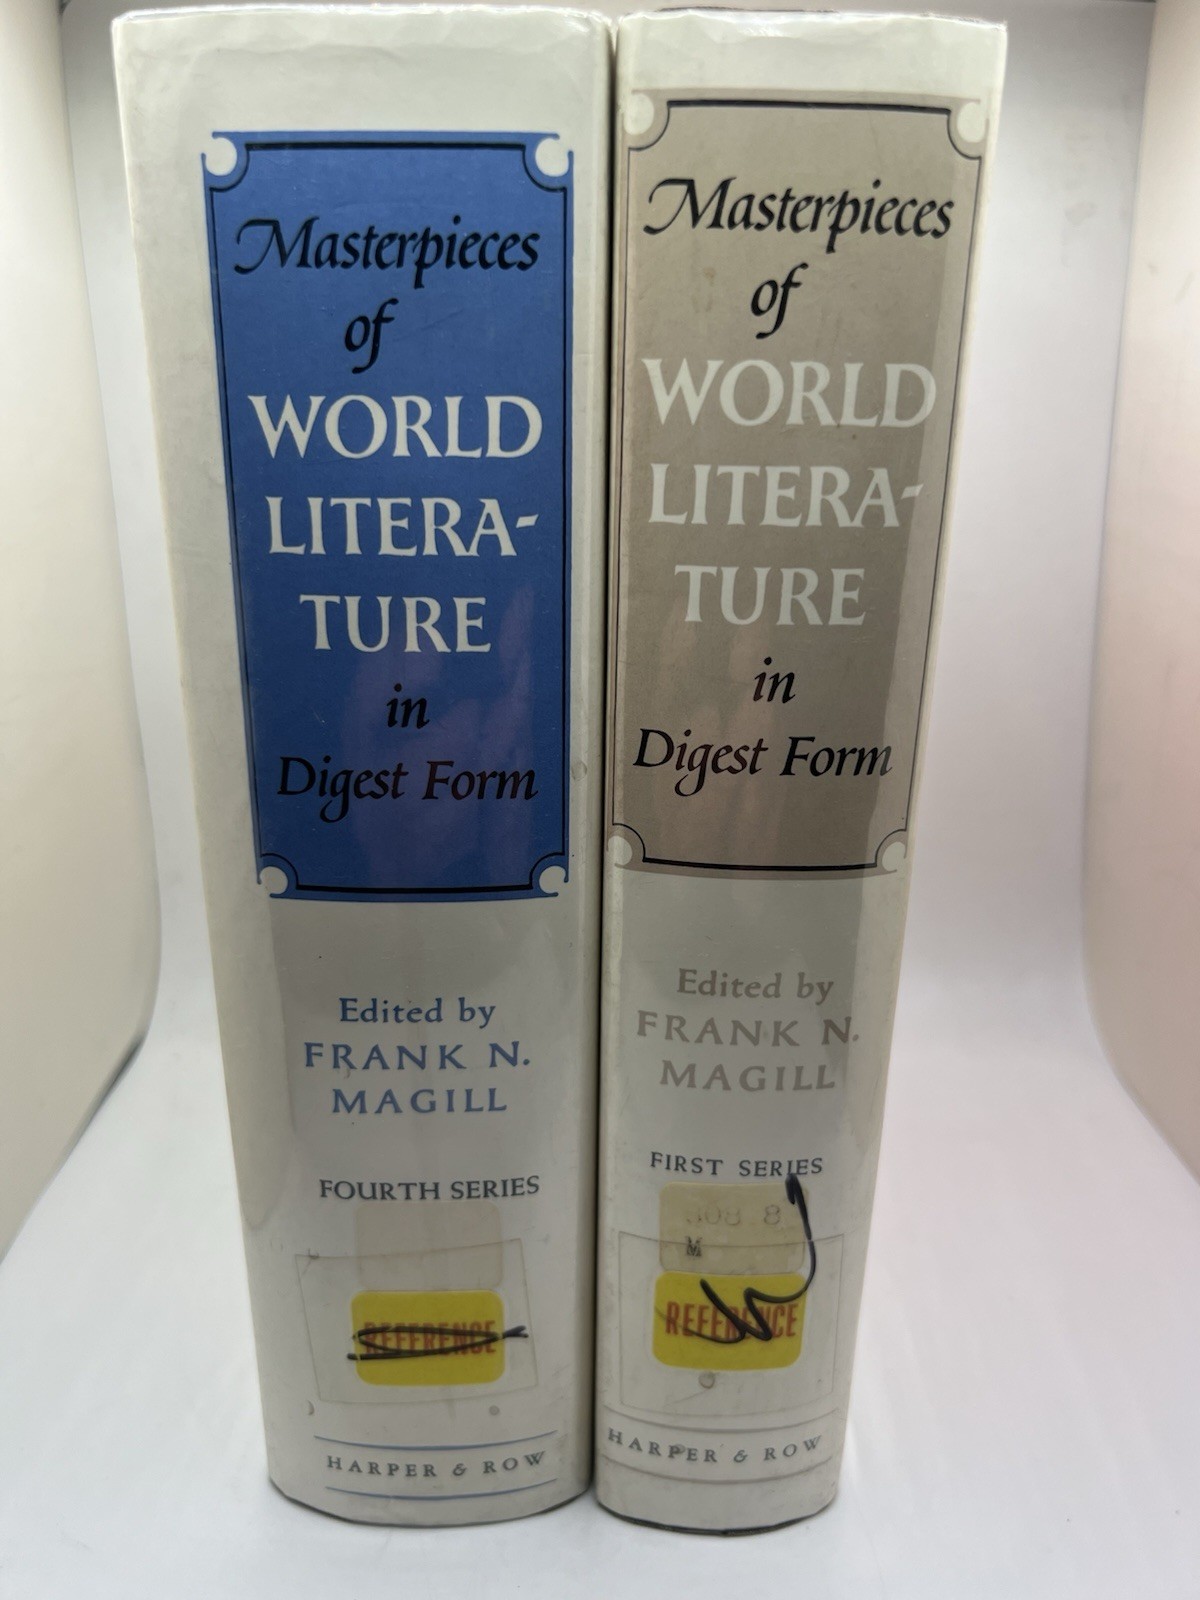 Masterpieces
of
WORLD
LITERA-
TURE
in
Digest Form
Edited by
FRANK N.
MAGILL
FOURTH SERIES
REFERENCE
HARPER & ROW
Masterpieces
of
WORLD
LITERA-
TURE
in
Digest Form
Edited by
FRANK N.
MAGILL
FIRST SERIES
M
REFERENCE
HARPER & ROW